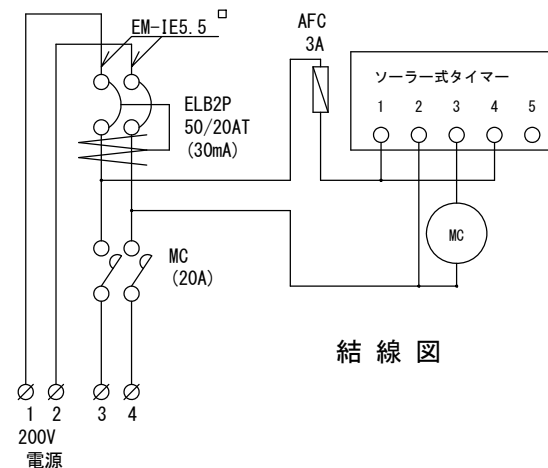 EM-IE5.5□
AFC
3A
ソーラー式タイマー
1 2 3 4 5
ELB2P
50/20AT
(30mA)
MC
MC
(20A)
結線図
1 2 3 4
200V
電源